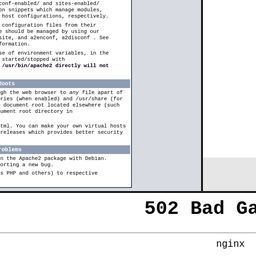 conf-enabled/ and sites-enabled/
on snippets which manage modules,
host configurations, respectively.
configuration files from their
e should be managed by using our
site, and a2enconf, a2disconf . See
formation.
se of environment variables, in the
started/stopped with
/usr/bin/apache2 directly will not
Roots
ugh the web browser to any file apart of
ories (when enabled) and /usr/share (for
document root located elsewhere (such
ument root directory in
tml. You can make your own virtual hosts
releases which provides better security
roblems
n the Apache2 package with Debian.
orting a new bug.
s PHP and others) to respective
502 Bad Ga
nginx